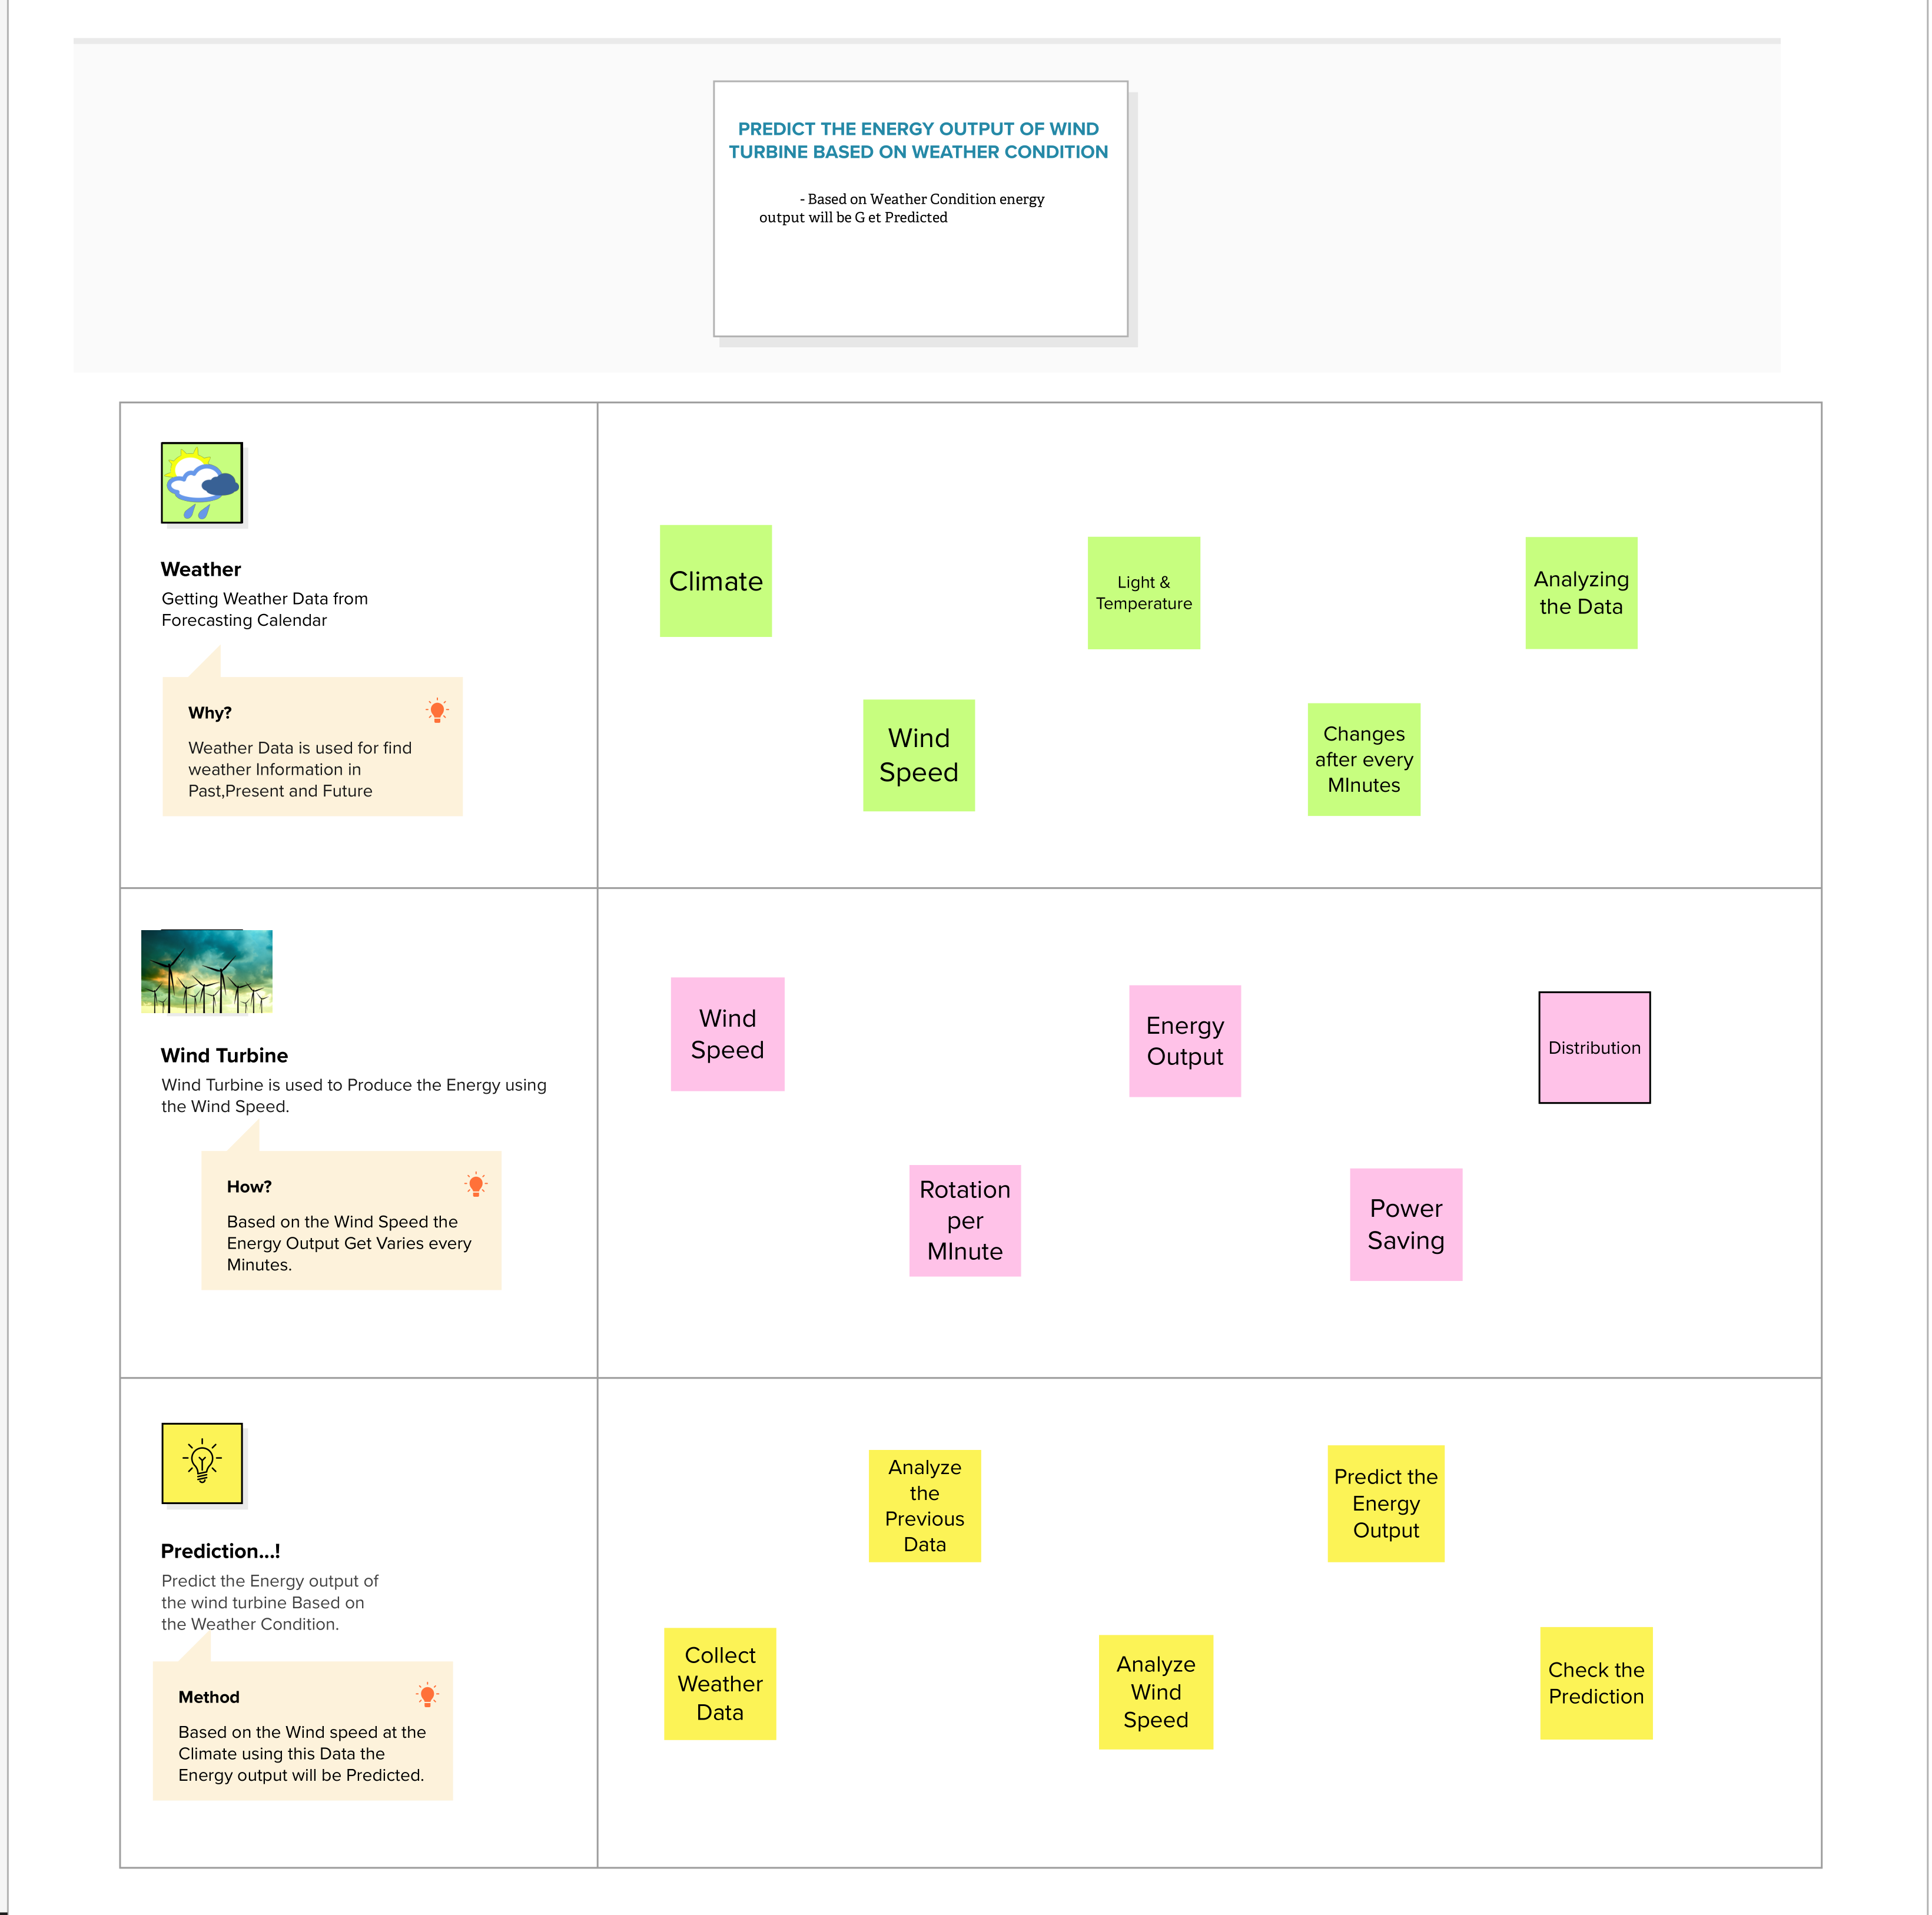 PREDICT THE ENERGY OUTPUT OF WIND
TURBINE BASED ON WEATHER CONDITION
- Based on Weather Condition energy
output will be G et Predicted
Weather
Getting Weather Data from
Forecasting Calendar
Why?
Weather Data is used for find
weather Information in
Past,Present and Future
Climate
Light &
Temperature
Analyzing
the Data
Wind
Speed
Changes
after every
MInutes
Wind Turbine
Wind Turbine is used to Produce the Energy using
the Wind Speed.
How?
Based on the Wind Speed the
Energy Output Get Varies every
Minutes.
Wind
Speed
Energy
Output
Distribution
Rotation
per
MInute
Power
Saving
Prediction...!
Predict the Energy output of
the wind turbine Based on
the Weather Condition.
Method
Based on the Wind speed at the
Climate using this Data the
Energy output will be Predicted.
Analyze
the
Previous
Data
Predict the
Energy
Output
Collect
Weather
Data
Analyze
Wind
Speed
Check the
Prediction